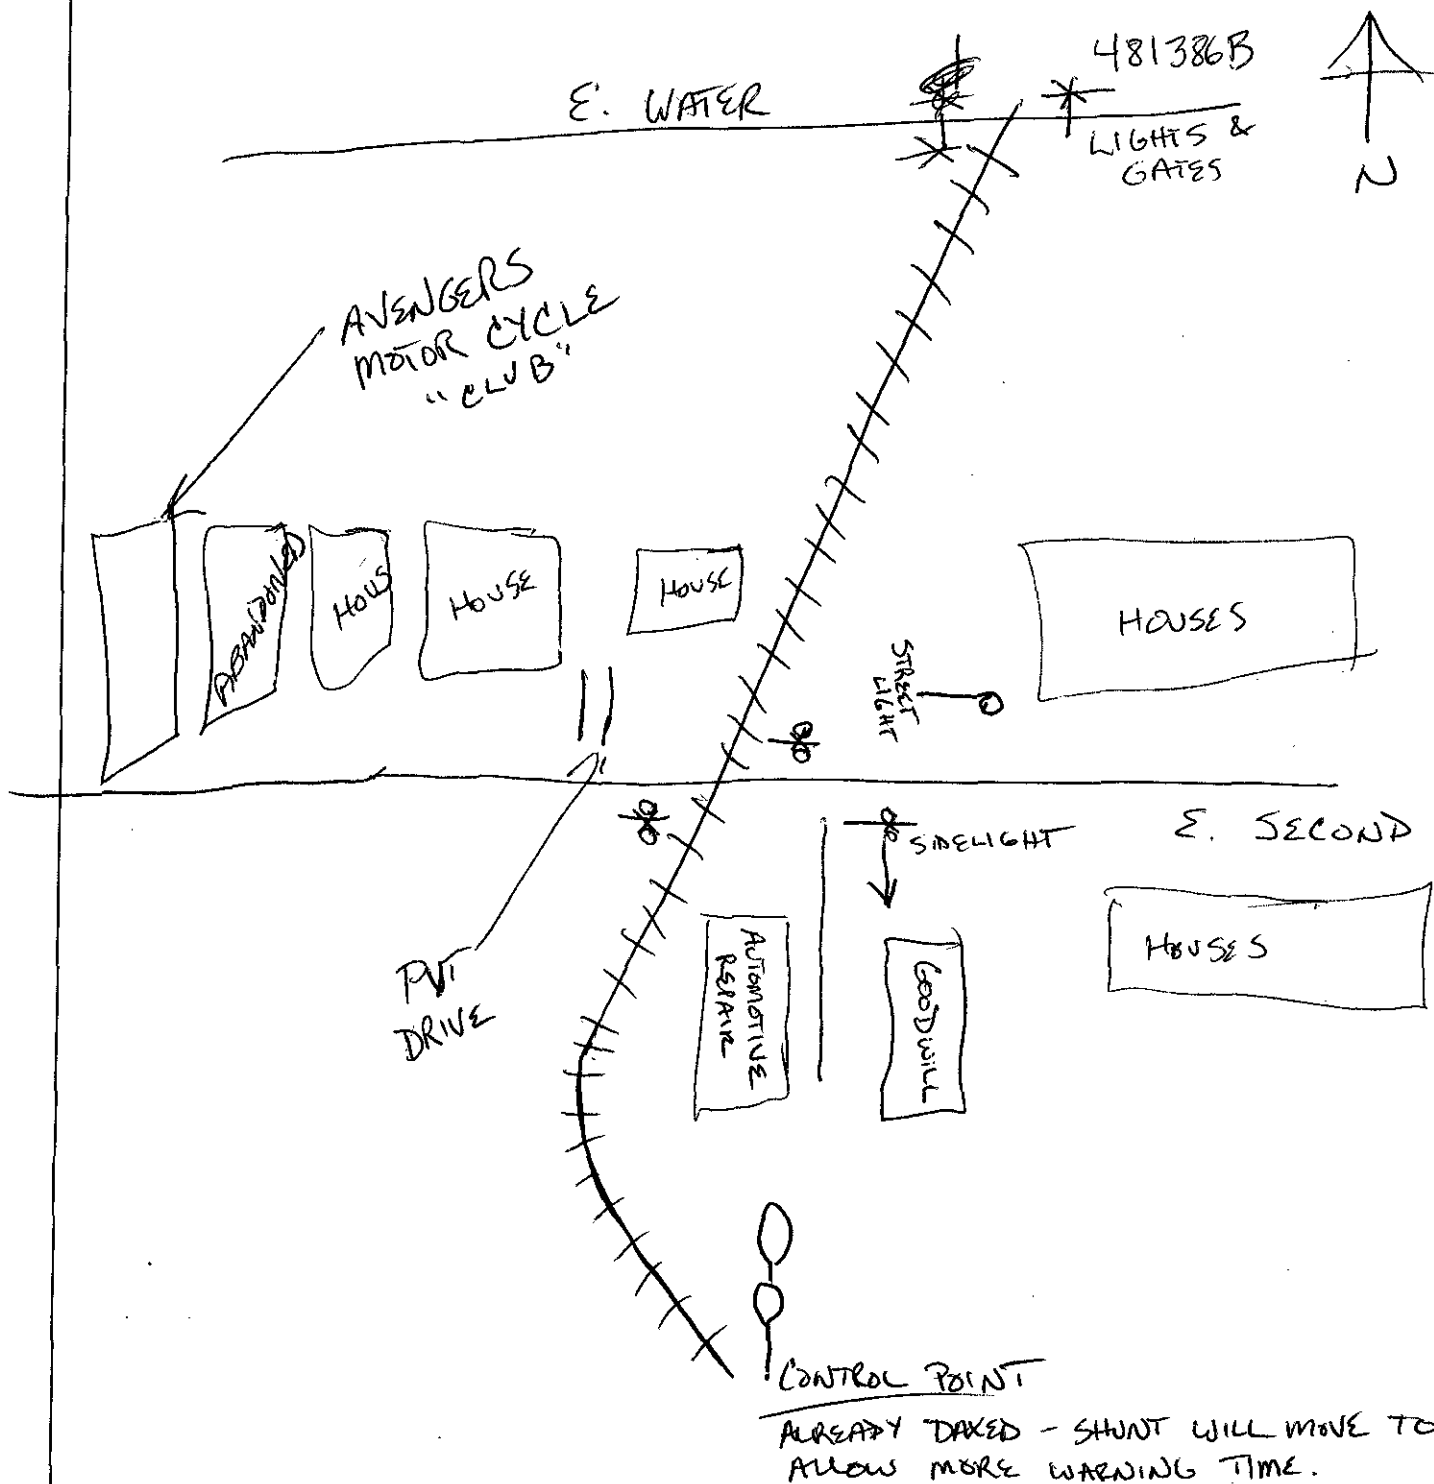 481386B
E. WATER
LIGHTS &
GATES
N
AVENGERS
MOTOR CYCLE
"CLUB"
ABANDONED
HOUS
HOUSE
HOUSE
HOUSES
STREET
LIGHT
SIDELIGHT
E. SECOND
PVT
DRIVE
AUTOMOTIVE
REPAIR
GOODWILL
HOUSES
CONTROL POINT
ALREADY DAXED - SHUNT WILL MOVE TO
ALLOW MORE WARNING TIME.